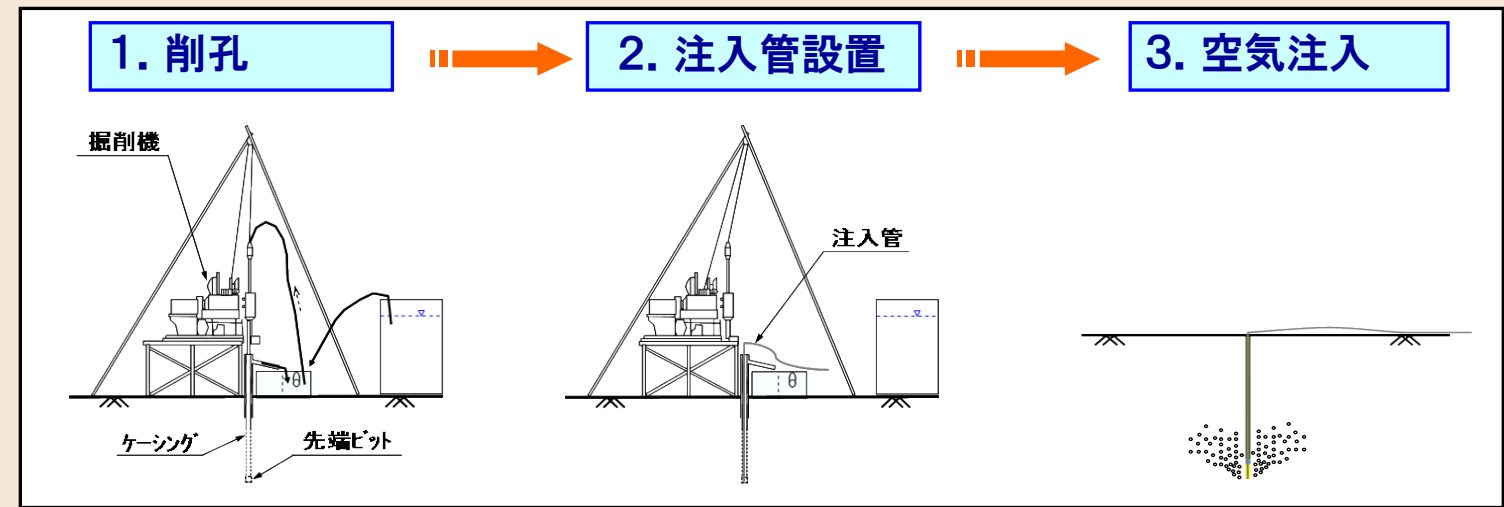 1. 削孔
2. 注入管設置
3. 空気注入
掘削機
注入管
ケーシング
先端ビット